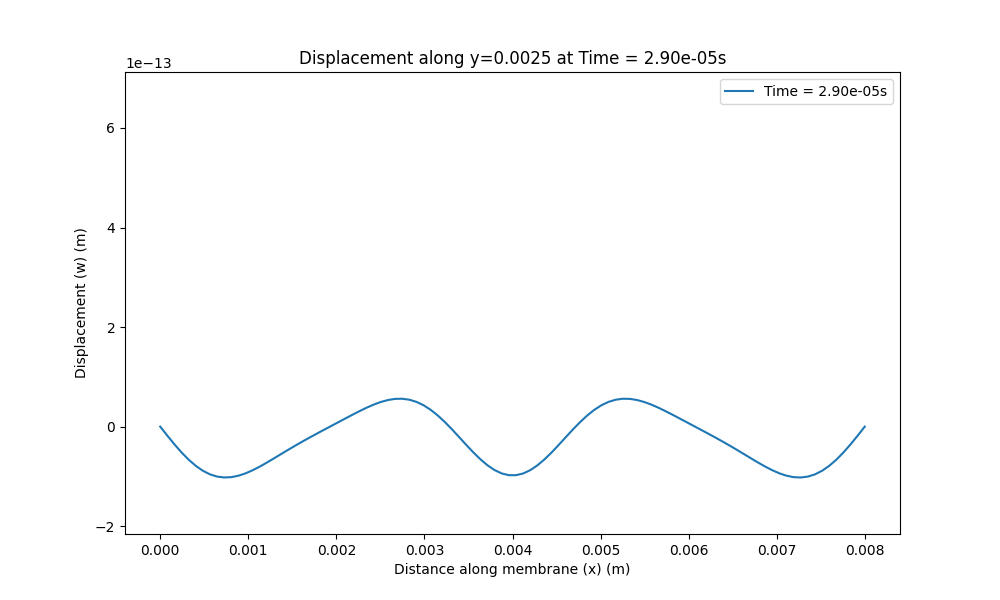 Displacement along y=0.0025 at Time = 2.90e-05s
1e−13
Time = 2.90e-05s
6
4
2
0
−2
Displacement (w) (m)
0.000 0.001 0.002 0.003 0.004 0.005 0.006 0.007 0.008
Distance along membrane (x) (m)